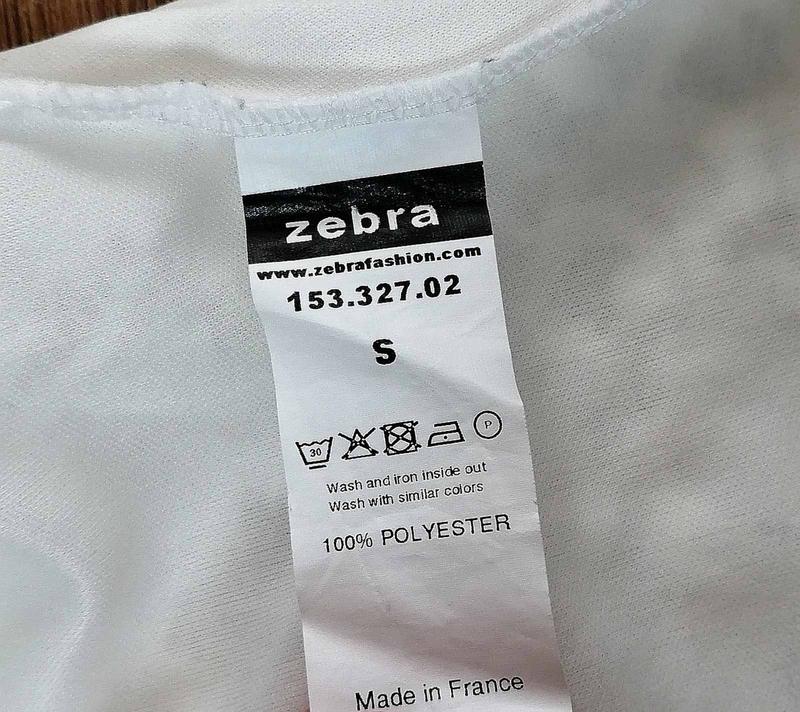 zebra
www.zebrafashion.com
153.327.02
S
30 P
Wash and iron inside out
Wash with similar colors
100% POLYESTER
Made in France